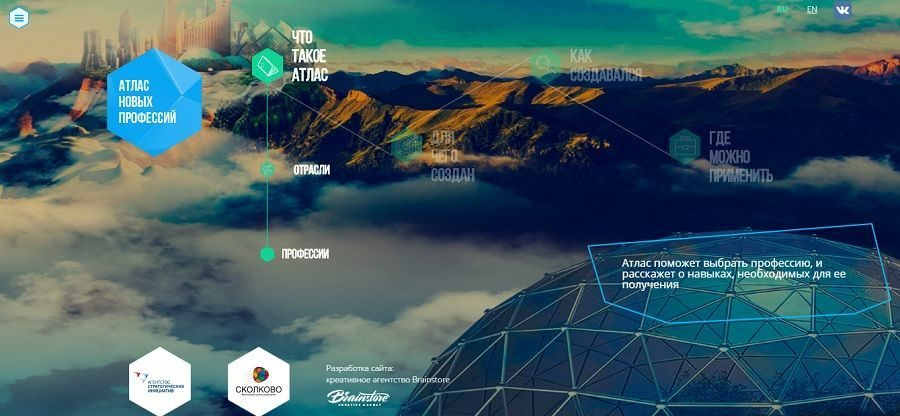 RU
EN
ЧТО
ТАКОЕ
АТЛАС
КАК
СОЗДАВАЛСЯ
АТЛАС
НОВЫХ
ПРОФЕССИЙ
ДЛЯ
ЧЕГО
СОЗДАН
ГДЕ
МОЖНО
ПРИМЕНИТЬ
ОТРАСЛИ
ПРОФЕССИИ
Атлас поможет выбрать профессию, и
расскажет о навыках, необходимых для ее
получения
АГЕНТСТВО
СТРАТЕГИЧЕСКИХ
ИНИЦИАТИВ
СКОЛКОВО
Разработка сайта:
креативное агентство Brainstore
Brainstore
CREATIVE AGENCY